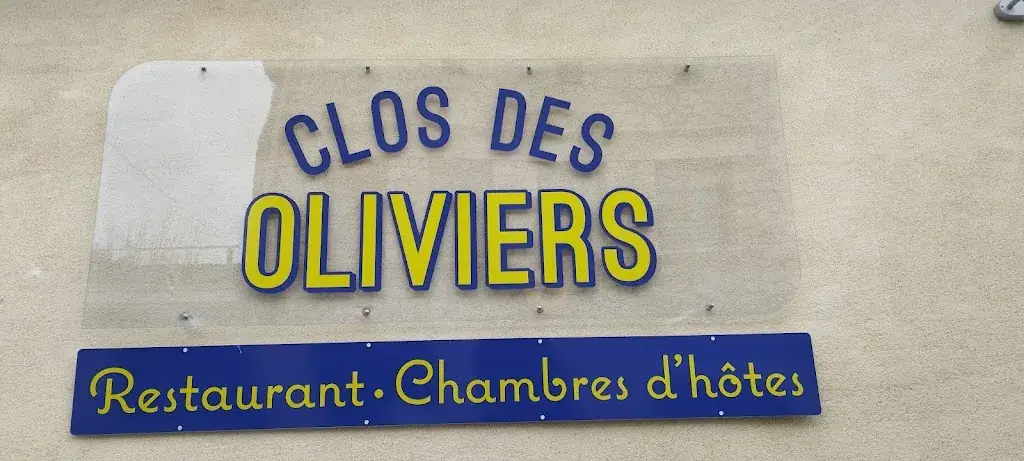 CLOS DES
OLIVIERS
Restaurant • Chambres d'hôtes